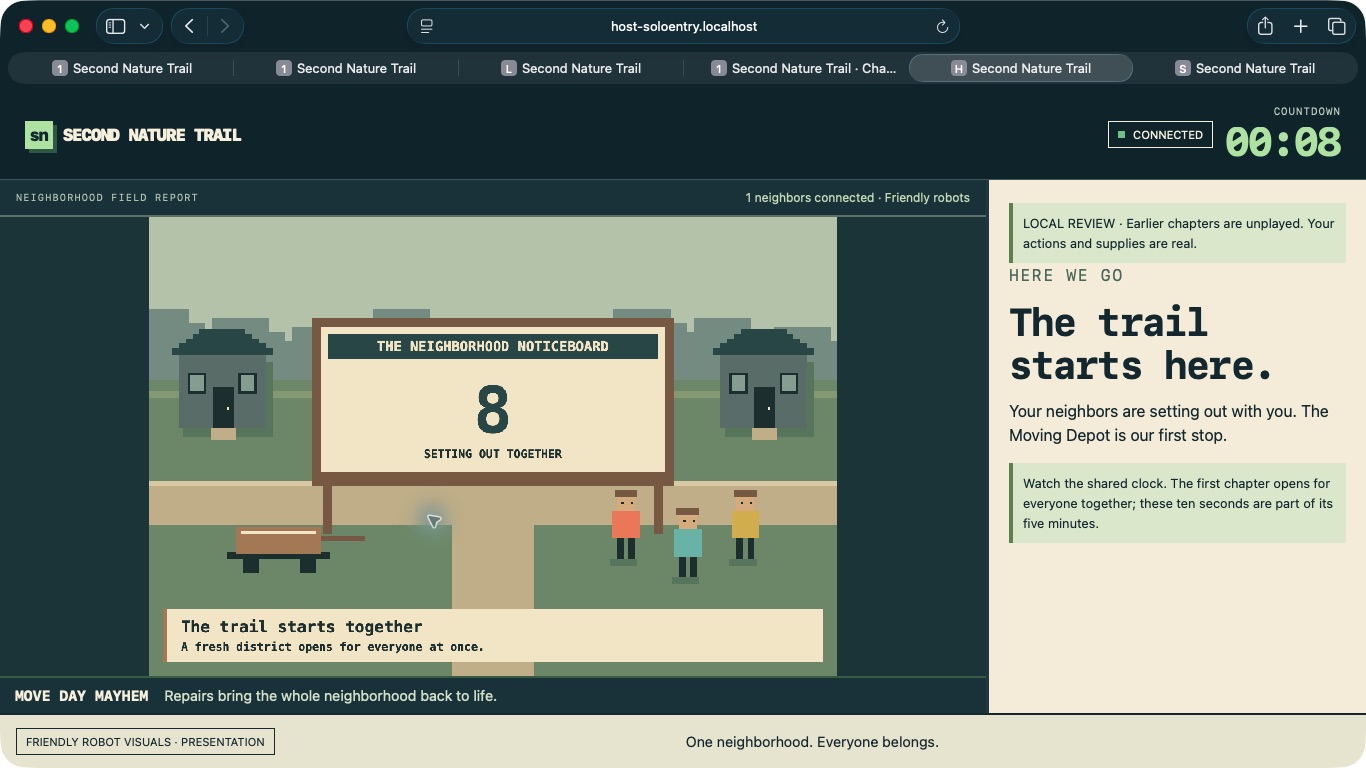 host-soloentry.localhost
1 Second Nature Trail
1 Second Nature Trail
L Second Nature Trail
1 Second Nature Trail · Cha...
H Second Nature Trail
S Second Nature Trail
sn SECOND NATURE TRAIL
CONNECTED
COUNTDOWN
00:08
NEIGHBORHOOD FIELD REPORT
1 neighbors connected · Friendly robots
THE NEIGHBORHOOD NOTICEBOARD
8
SETTING OUT TOGETHER
The trail starts together
A fresh district opens for everyone at once.
MOVE DAY MAYHEM Repairs bring the whole neighborhood back to life.
LOCAL REVIEW · Earlier chapters are unplayed. Your
actions and supplies are real.
HERE WE GO
The trail
starts here.
Your neighbors are setting out with you. The
Moving Depot is our first stop.
Watch the shared clock. The first chapter opens for
everyone together; these ten seconds are part of its
five minutes.
FRIENDLY ROBOT VISUALS · PRESENTATION
One neighborhood. Everyone belongs.